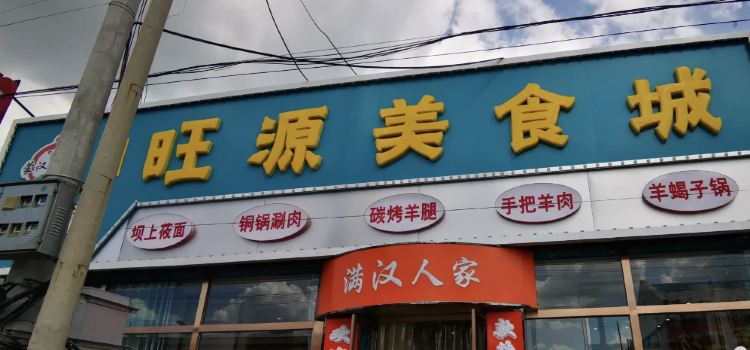 旺源美食城
坝上莜面
铜锅涮肉
碳烤羊腿
手把羊肉
羊蝎子锅
满汉人家